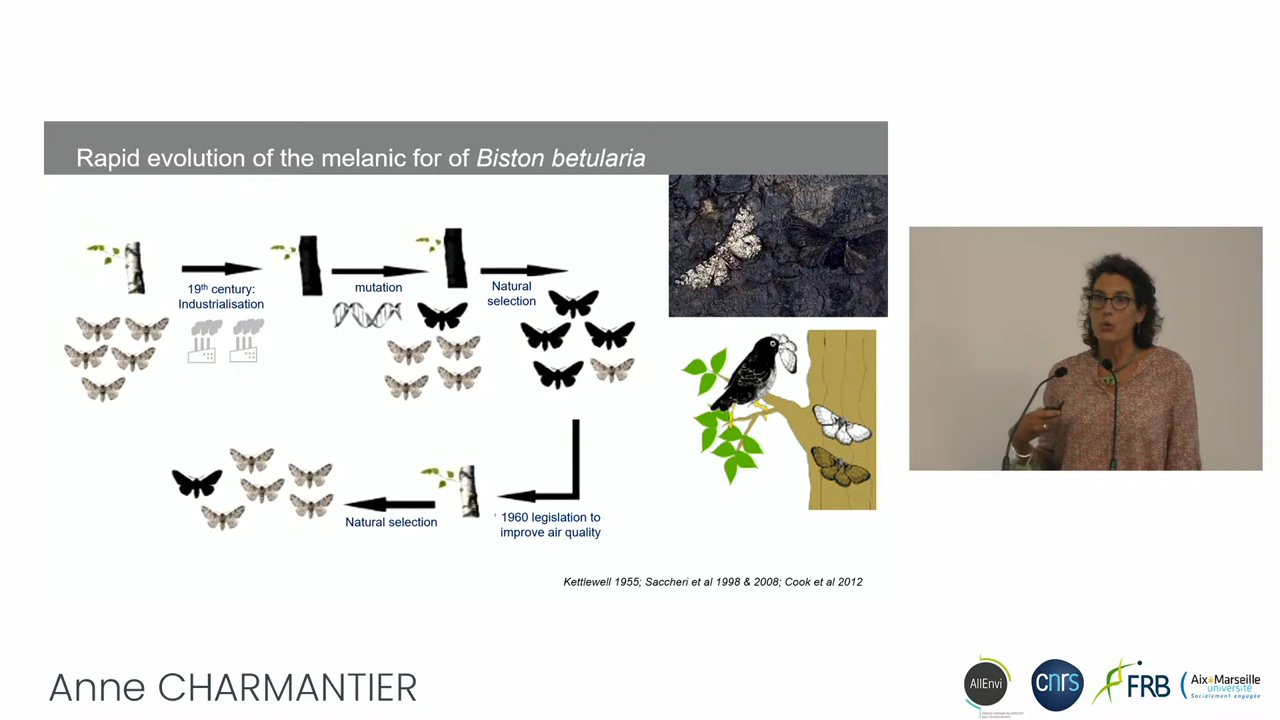 Rapid evolution of the melanic for of Biston betularia
19th century:
Industrialisation
mutation
Natural
selection
1960 legislation to
improve air quality
Natural selection
Kettlewell 1955; Saccheri et al 1998 & 2008; Cook et al 2012
Anne CHARMANTIER
AllEnvi
cnrs
FRB
Aix Marseille
université
Socialement engagée